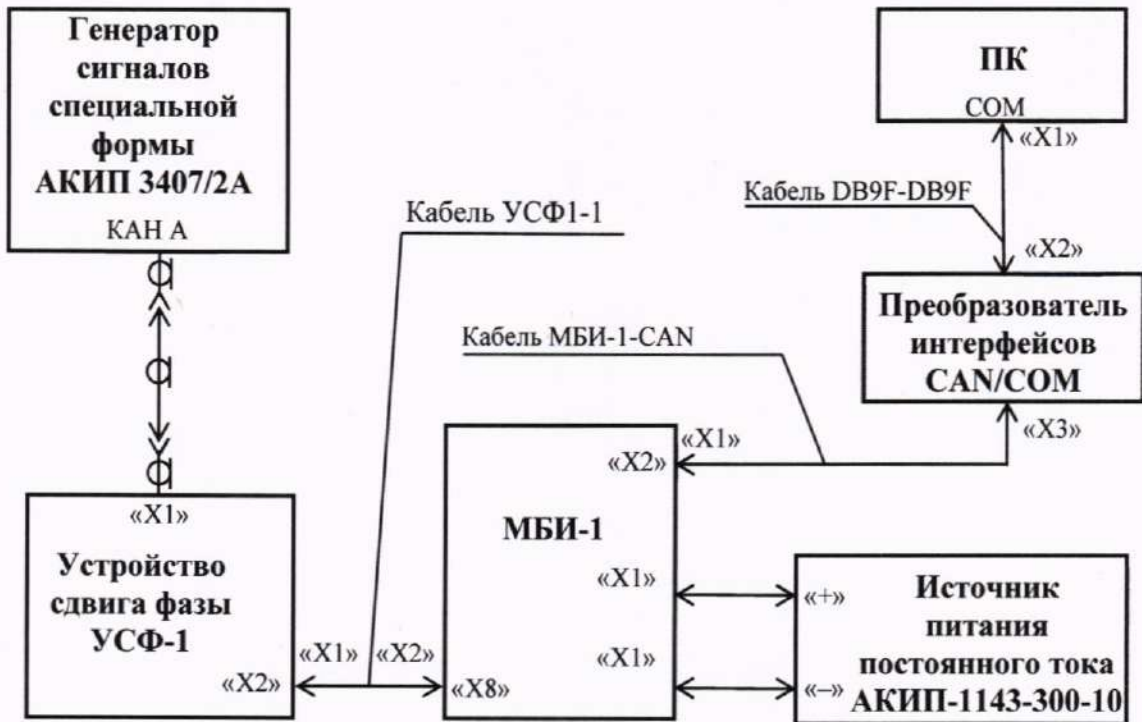 Генератор
сигналов
специальной
формы
АКИП 3407/2А
КАН А
ПК
COM
«X1»
Кабель DB9F-DB9F
«X2»
Преобразователь
интерфейсов
CAN/COM
«X3»
Кабель УСФ1-1
Кабель МБИ-1-CAN
«X1»
«X2»
МБИ-1
«X1»
«X1»
«X8»
«X1»
Устройство
сдвига фазы
УСФ-1
«X2»
«X1»
«X2»
«+»
«–»
Источник
питания
постоянного тока
АКИП-1143-300-10